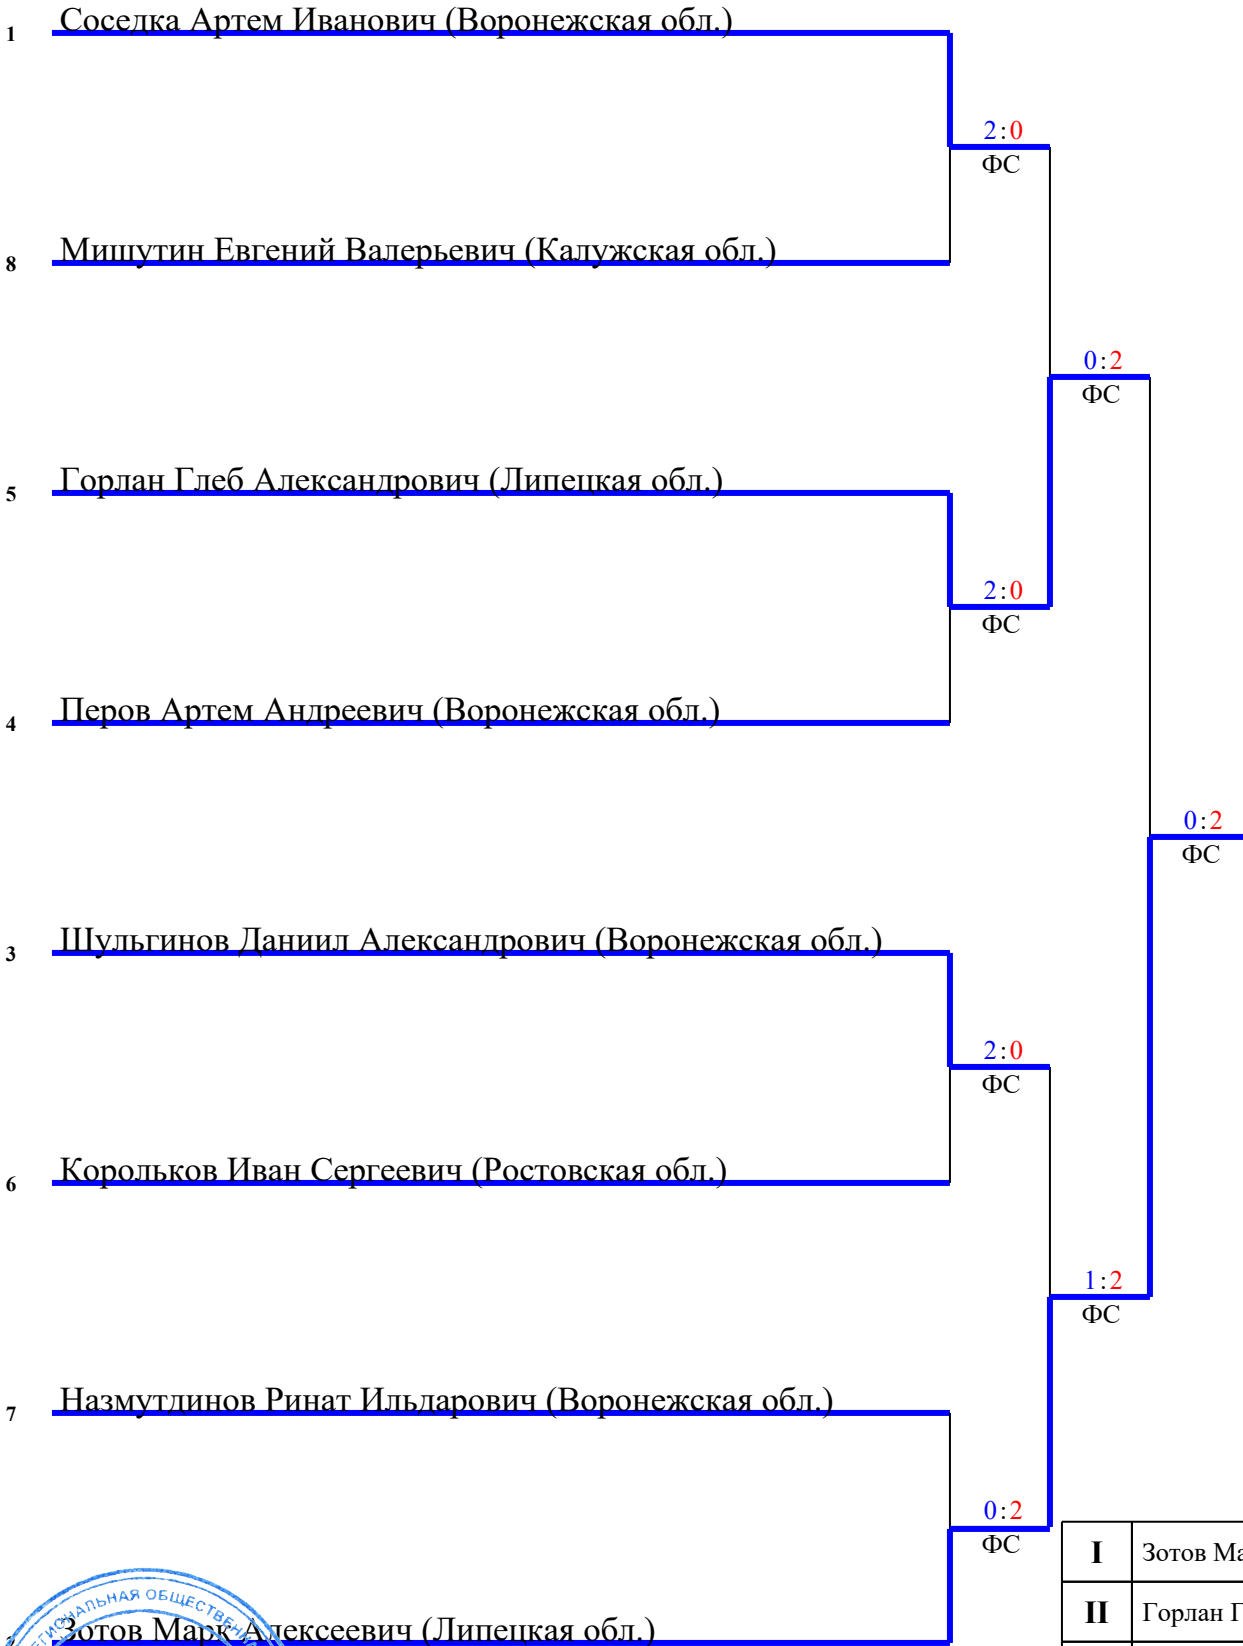 1 Соседка Артем Иванович (Воронежская обл.)
2:0
ФС
8 Мишутин Евгений Валерьевич (Калужская обл.)
0:2
ФС
5 Горлан Глеб Александрович (Липецкая обл.)
2:0
ФС
4 Перов Артем Андреевич (Воронежская обл.)
0:2
ФС
3 Шульгинов Даниил Александрович (Воронежская обл.)
2:0
ФС
6 Корольков Иван Сергеевич (Ростовская обл.)
1:2
ФС
7 Назмутдинов Ринат Ильдарович (Воронежская обл.)
0:2
ФС
I Зотов Ма
II Горлан Г
Зотов Марк Алексеевич (Липецкая обл.)